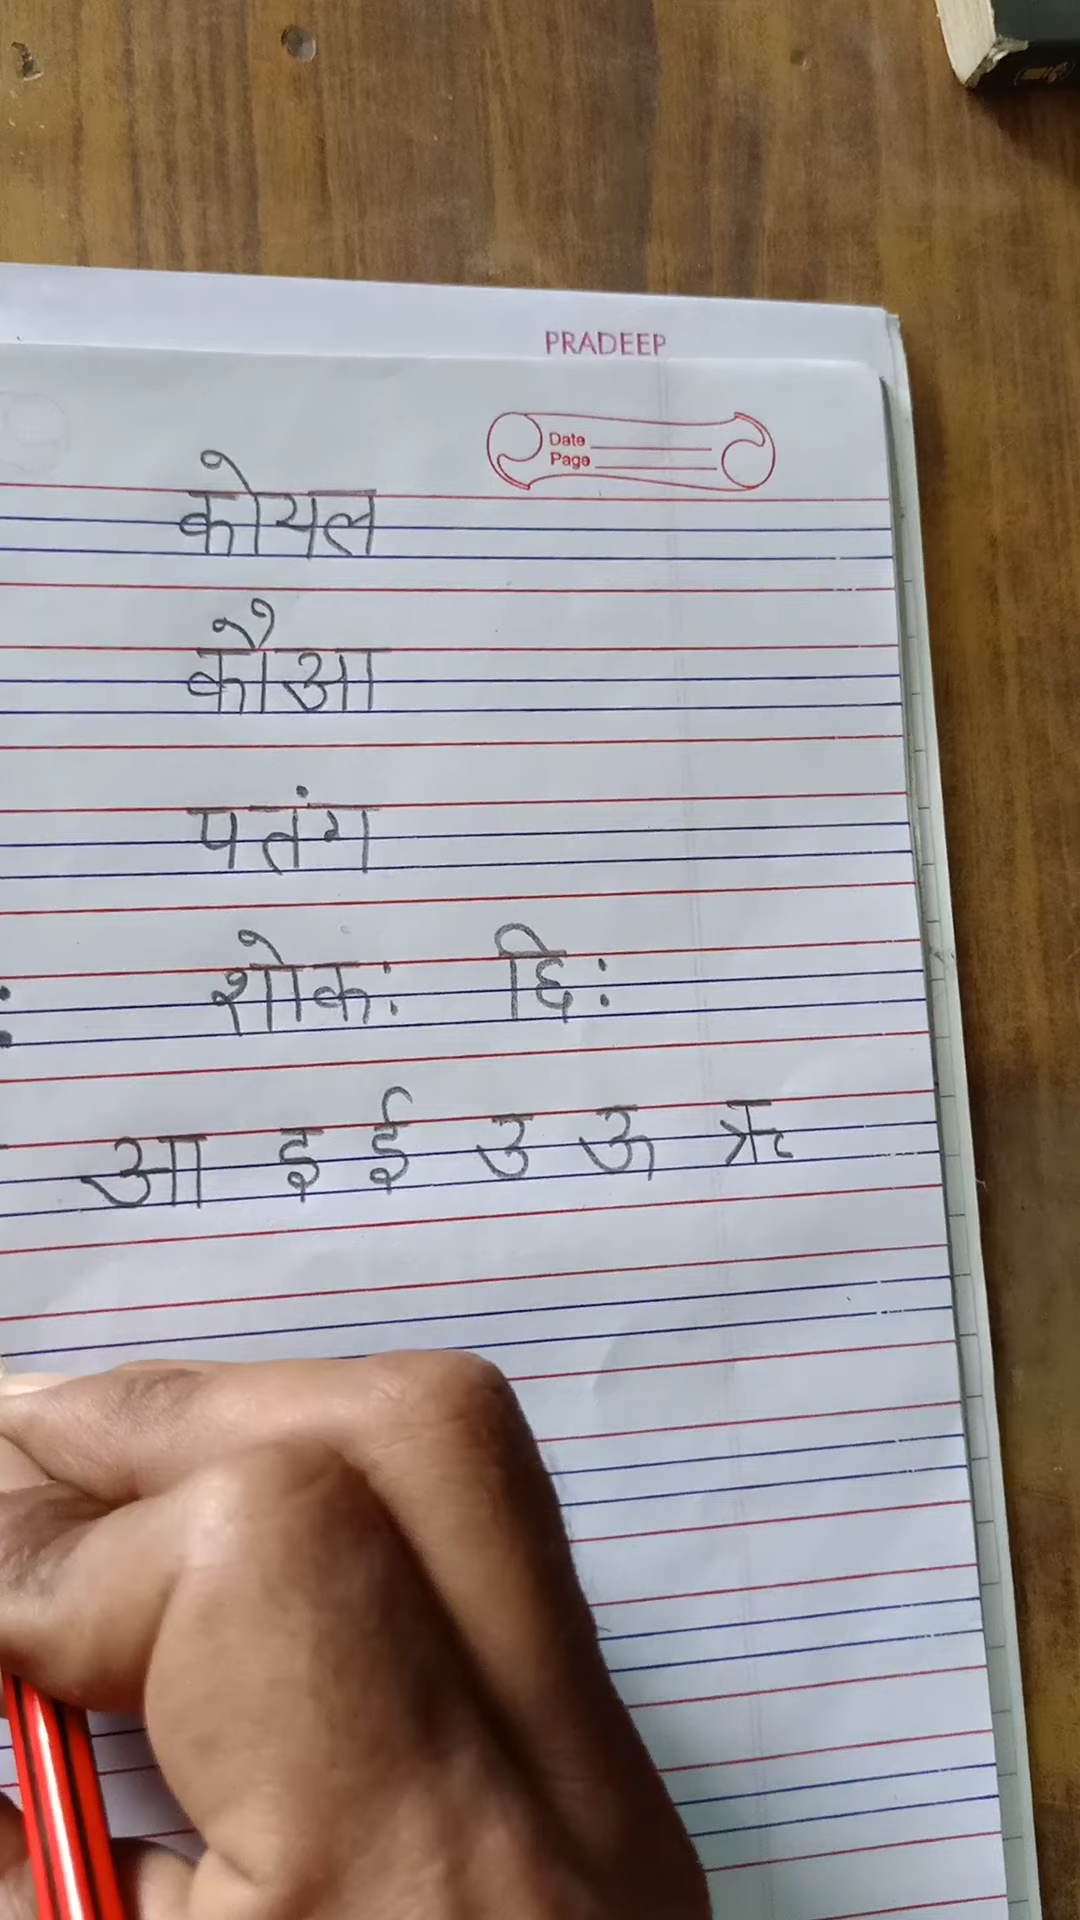 PRADEEP
Date
Page
कोयल
कौआ
पतंग
: शोकः छिः
आ इ ई उ ऊ ऋ